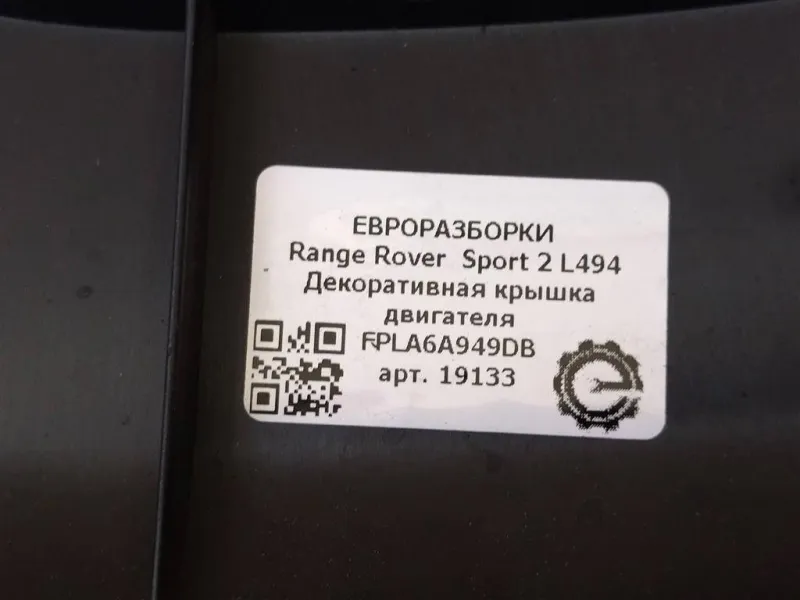 ЕВРОРАЗБОРКИ
Range Rover Sport 2 L494
Декоративная крышка
двигателя
FPLA6A949DB
арт. 19133